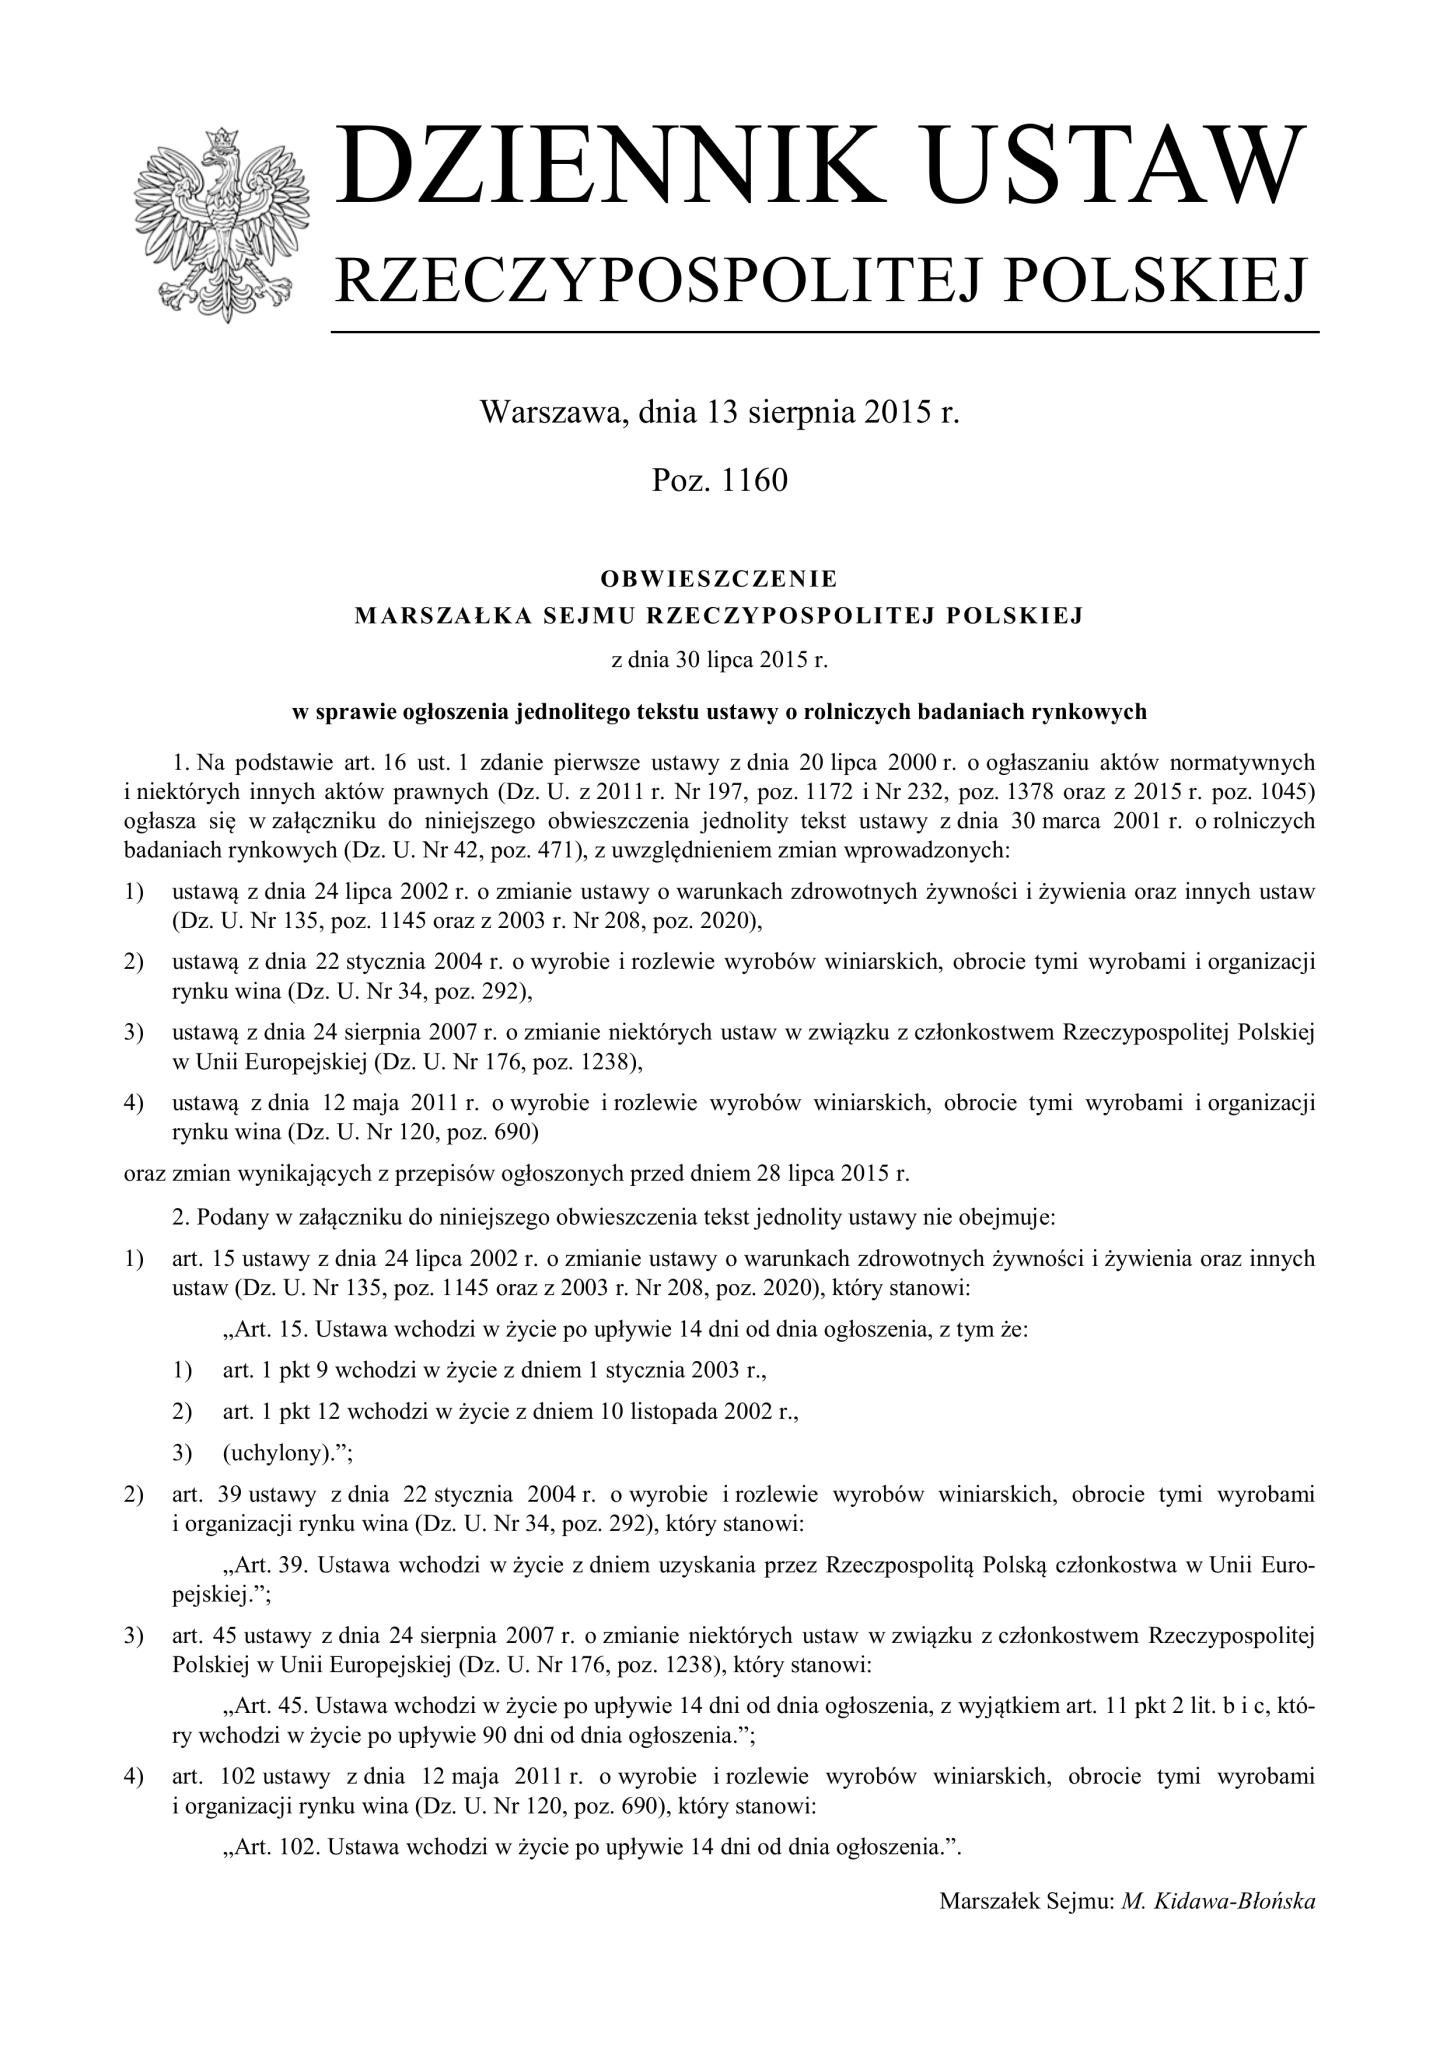 DZIENNIK USTAW
RZECZYPOSPOLITEJ POLSKIEJ
Warszawa, dnia 13 sierpnia 2015 r.
Poz. 1160
OBWIESZCZENIE
MARSZAŁKA SEJMU RZECZYPOSPOLITEJ POLSKIEJ
z dnia 30 lipca 2015 r.
w sprawie ogłoszenia jednolitego tekstu ustawy o rolniczych badaniach rynkowych
1. Na podstawie art. 16 ust. 1 zdanie pierwsze ustawy z dnia 20 lipca 2000 r. o ogłaszaniu aktów normatywnych
i niektórych innych aktów prawnych (Dz. U. z 2011 r. Nr 197, poz. 1172 i Nr 232, poz. 1378 oraz z 2015 r. poz. 1045)
ogłasza się w załączniku do niniejszego obwieszczenia jednolity tekst ustawy z dnia 30 marca 2001 r. o rolniczych
badaniach rynkowych (Dz. U. Nr 42, poz. 471), z uwzględnieniem zmian wprowadzonych:
1) ustawą z dnia 24 lipca 2002 r. o zmianie ustawy o warunkach zdrowotnych żywności i żywienia oraz innych ustaw
(Dz. U. Nr 135, poz. 1145 oraz z 2003 r. Nr 208, poz. 2020),
2) ustawą z dnia 22 stycznia 2004 r. o wyrobie i rozlewie wyrobów winiarskich, obrocie tymi wyrobami i organizacji
rynku wina (Dz. U. Nr 34, poz. 292),
3) ustawą z dnia 24 sierpnia 2007 r. o zmianie niektórych ustaw w związku z członkostwem Rzeczypospolitej Polskiej
w Unii Europejskiej (Dz. U. Nr 176, poz. 1238),
4) ustawą z dnia 12 maja 2011 r. o wyrobie i rozlewie wyrobów winiarskich, obrocie tymi wyrobami i organizacji
rynku wina (Dz. U. Nr 120, poz. 690)
oraz zmian wynikających z przepisów ogłoszonych przed dniem 28 lipca 2015 r.
2. Podany w załączniku do niniejszego obwieszczenia tekst jednolity ustawy nie obejmuje:
1) art. 15 ustawy z dnia 24 lipca 2002 r. o zmianie ustawy o warunkach zdrowotnych żywności i żywienia oraz innych
ustaw (Dz. U. Nr 135, poz. 1145 oraz z 2003 r. Nr 208, poz. 2020), który stanowi:
„Art. 15. Ustawa wchodzi w życie po upływie 14 dni od dnia ogłoszenia, z tym że:
1) art. 1 pkt 9 wchodzi w życie z dniem 1 stycznia 2003 r.,
2) art. 1 pkt 12 wchodzi w życie z dniem 10 listopada 2002 r.,
3) (uchylony).”;
2) art. 39 ustawy z dnia 22 stycznia 2004 r. o wyrobie i rozlewie wyrobów winiarskich, obrocie tymi wyrobami
i organizacji rynku wina (Dz. U. Nr 34, poz. 292), który stanowi:
„Art. 39. Ustawa wchodzi w życie z dniem uzyskania przez Rzeczpospolitą Polską członkostwa w Unii Euro-
pejskiej.”;
3) art. 45 ustawy z dnia 24 sierpnia 2007 r. o zmianie niektórych ustaw w związku z członkostwem Rzeczypospolitej
Polskiej w Unii Europejskiej (Dz. U. Nr 176, poz. 1238), który stanowi:
„Art. 45. Ustawa wchodzi w życie po upływie 14 dni od dnia ogłoszenia, z wyjątkiem art. 11 pkt 2 lit. b i c, któ-
ry wchodzi w życie po upływie 90 dni od dnia ogłoszenia.”;
4) art. 102 ustawy z dnia 12 maja 2011 r. o wyrobie i rozlewie wyrobów winiarskich, obrocie tymi wyrobami
i organizacji rynku wina (Dz. U. Nr 120, poz. 690), który stanowi:
„Art. 102. Ustawa wchodzi w życie po upływie 14 dni od dnia ogłoszenia.”.
Marszałek Sejmu: M. Kidawa-Błońska